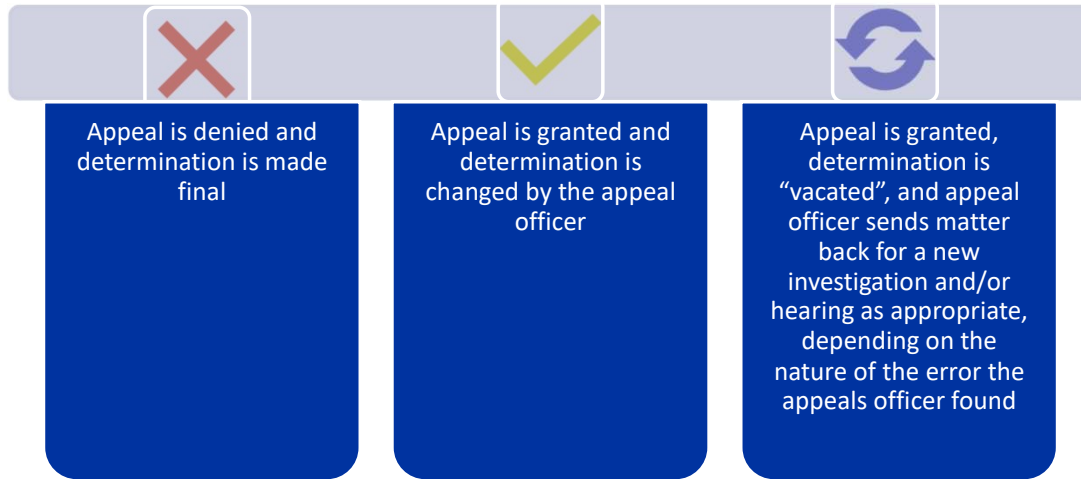 Appeal is denied and
determination is made
final
Appeal is granted and
determination is
changed by the appeal
officer
Appeal is granted,
determination is
“vacated”, and appeal
officer sends matter
back for a new
investigation and/or
hearing as appropriate,
depending on the
nature of the error the
appeals officer found